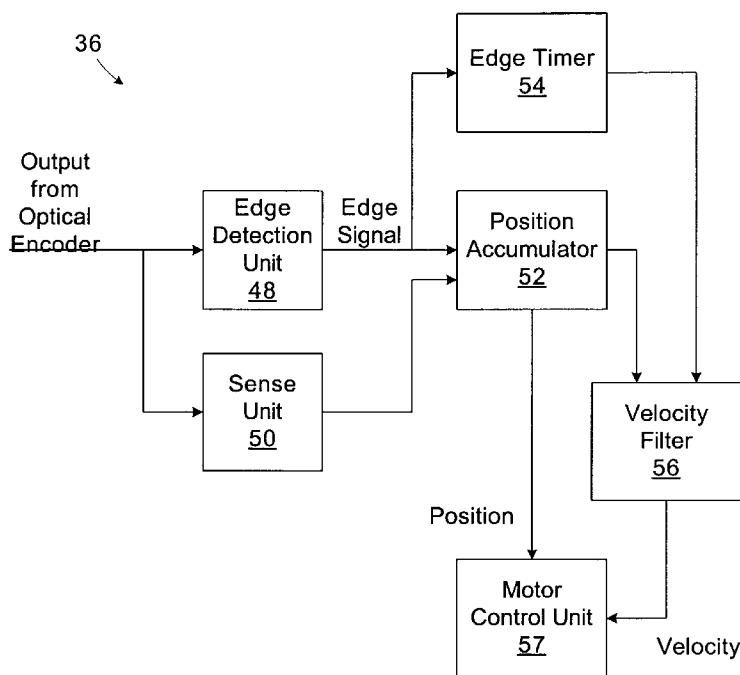 36
Edge Timer
54
Output
from
Optical
Encoder
Edge
Detection
Unit
48
Edge
Signal
Position
Accumulator
52
Sense
Unit
50
Velocity
Filter
56
Position
Motor
Control Unit
57
Velocity